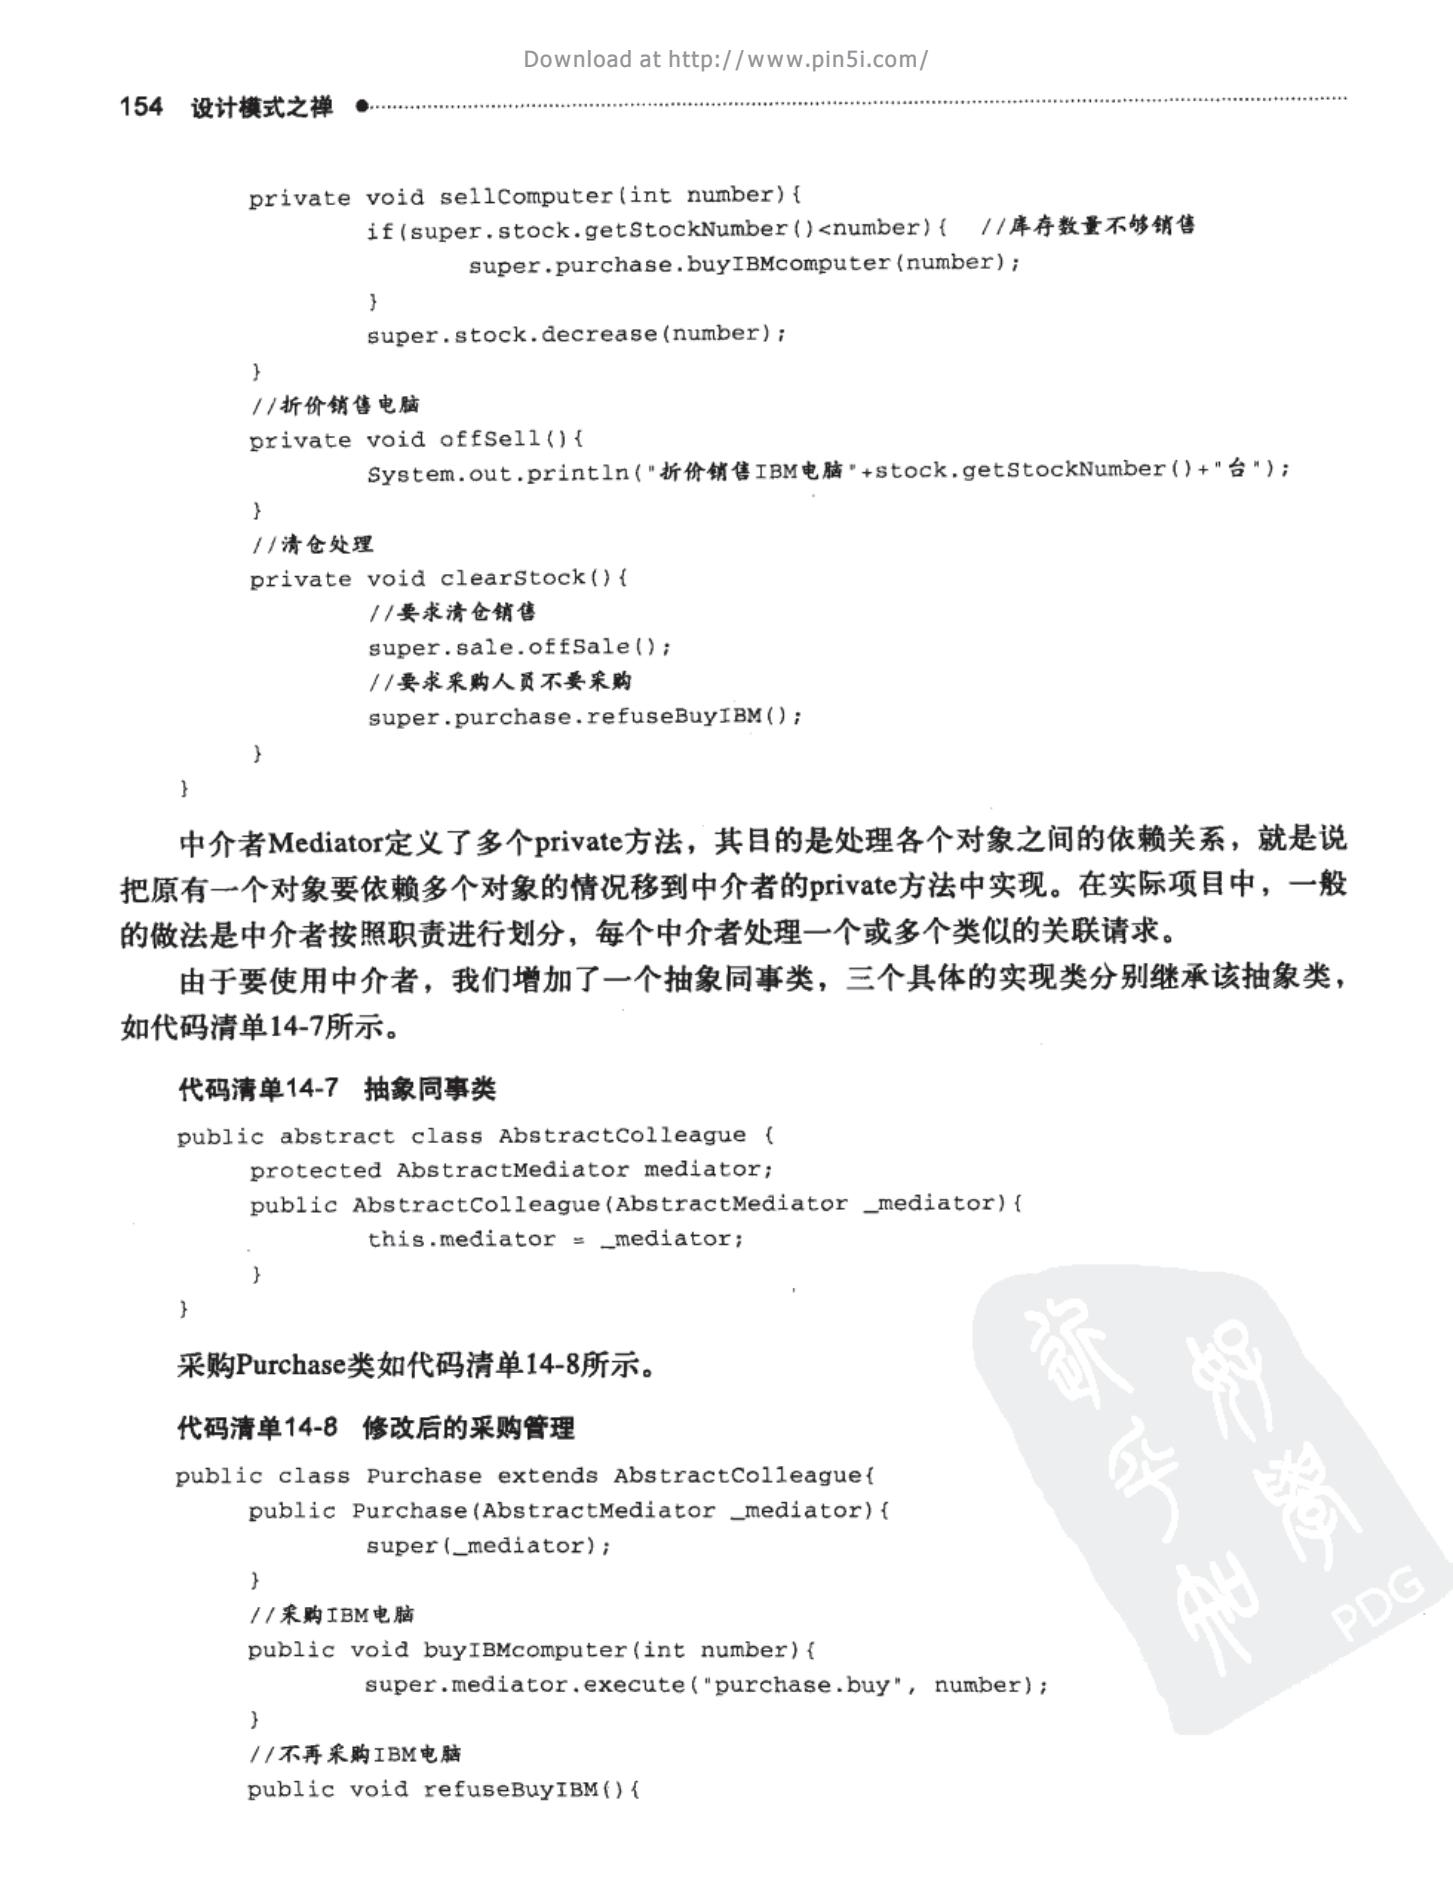 Download at http://www.pin5i.com/
154 设计模式之禅
private void sellComputer(int number){
if(super.stock.getStockNumber()<number){ //库存数量不够销售
super.purchase.buyIBMcomputer(number);
}
super.stock.decrease(number);
}
//折价销售电脑
private void offSell(){
System.out.println("折价销售IBM电脑"+stock.getStockNumber()+"台");
}
//清仓处理
private void clearStock(){
//要求清仓销售
super.sale.offSale();
//要求采购人员不要采购
super.purchase.refuseBuyIBM();
}
}
中介者Mediator定义了多个private方法，其目的是处理各个对象之间的依赖关系，就是说
把原有一个对象要依赖多个对象的情况移到中介者的private方法中实现。在实际项目中，一般
的做法是中介者按照职责进行划分，每个中介者处理一个或多个类似的关联请求。
由于要使用中介者，我们增加了一个抽象同事类，三个具体的实现类分别继承该抽象类，
如代码清单14-7所示。
代码清单14-7 抽象同事类
public abstract class AbstractColleague {
protected AbstractMediator mediator;
public AbstractColleague(AbstractMediator _mediator){
this.mediator = _mediator;
}
}
采购Purchase类如代码清单14-8所示。
代码清单14-8 修改后的采购管理
public class Purchase extends AbstractColleague{
public Purchase(AbstractMediator _mediator){
super(_mediator);
}
//采购IBM电脑
public void buyIBMcomputer(int number){
super.mediator.execute("purchase.buy", number);
}
//不再采购IBM电脑
public void refuseBuyIBM(){
PDG